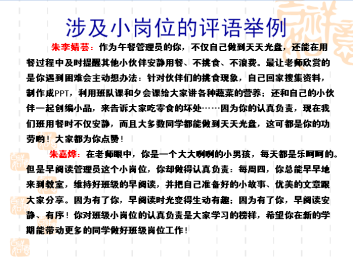 涉及小岗位的评语举例
朱李婧芸：作为午餐管理员的你，不仅自己做到天天光盘，还能在用
餐过程中及时提醒其他小伙伴安静用餐、不挑食、不浪费。最让老师欣赏的
是你遇到困难会主动想办法：针对伙伴们的挑食现象，自己回家搜集资料，
制作成PPT，利用班队课和夕会课给大家讲各种蔬菜的营养；还和自己的小伙
伴一起创编小品，来告诉大家吃零食的坏处……因为你的认真负责，现在我
们班用餐时不仅安静，而且大多数同学都能做到天天光盘，这可都是你的功
劳哟！大家都为你点赞！
朱嘉烨：在老师眼中，你是一个大大咧咧的小男孩，每天都是乐呵呵的。
但是早阅读管理员这个小岗位，你却做得认真负责：每周四，你总能早早地
来到教室，维持好班级的早阅读，并把自己准备好的小故事、优美的文章跟
大家分享。因为有了你，早阅读时光变得生动有趣；因为有了你，早阅读安
静、有序！你对班级小岗位的认真负责是大家学习的榜样，希望你在新的学
期能带动更多的同学做好班级岗位工作！